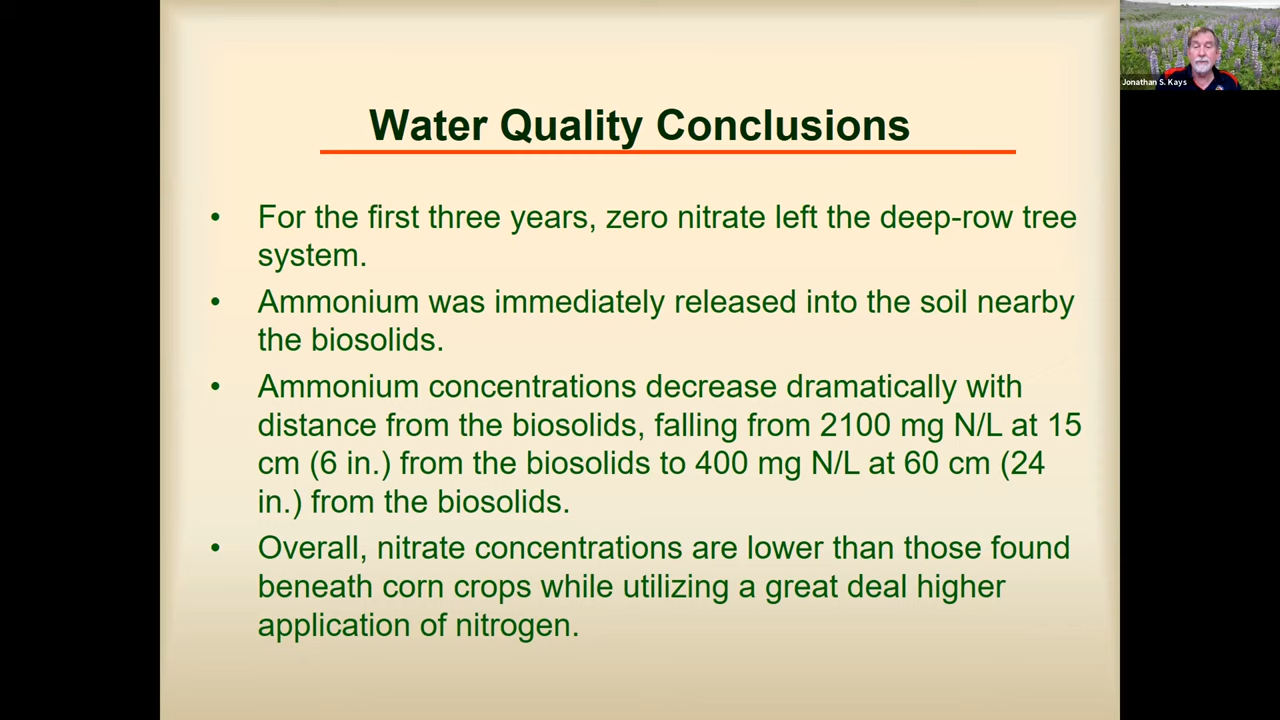 Water Quality Conclusions
• For the first three years, zero nitrate left the deep-row tree
system.
• Ammonium was immediately released into the soil nearby
the biosolids.
• Ammonium concentrations decrease dramatically with
distance from the biosolids, falling from 2100 mg N/L at 15
cm (6 in.) from the biosolids to 400 mg N/L at 60 cm (24
in.) from the biosolids.
• Overall, nitrate concentrations are lower than those found
beneath corn crops while utilizing a great deal higher
application of nitrogen.
Jonathan S. Kays